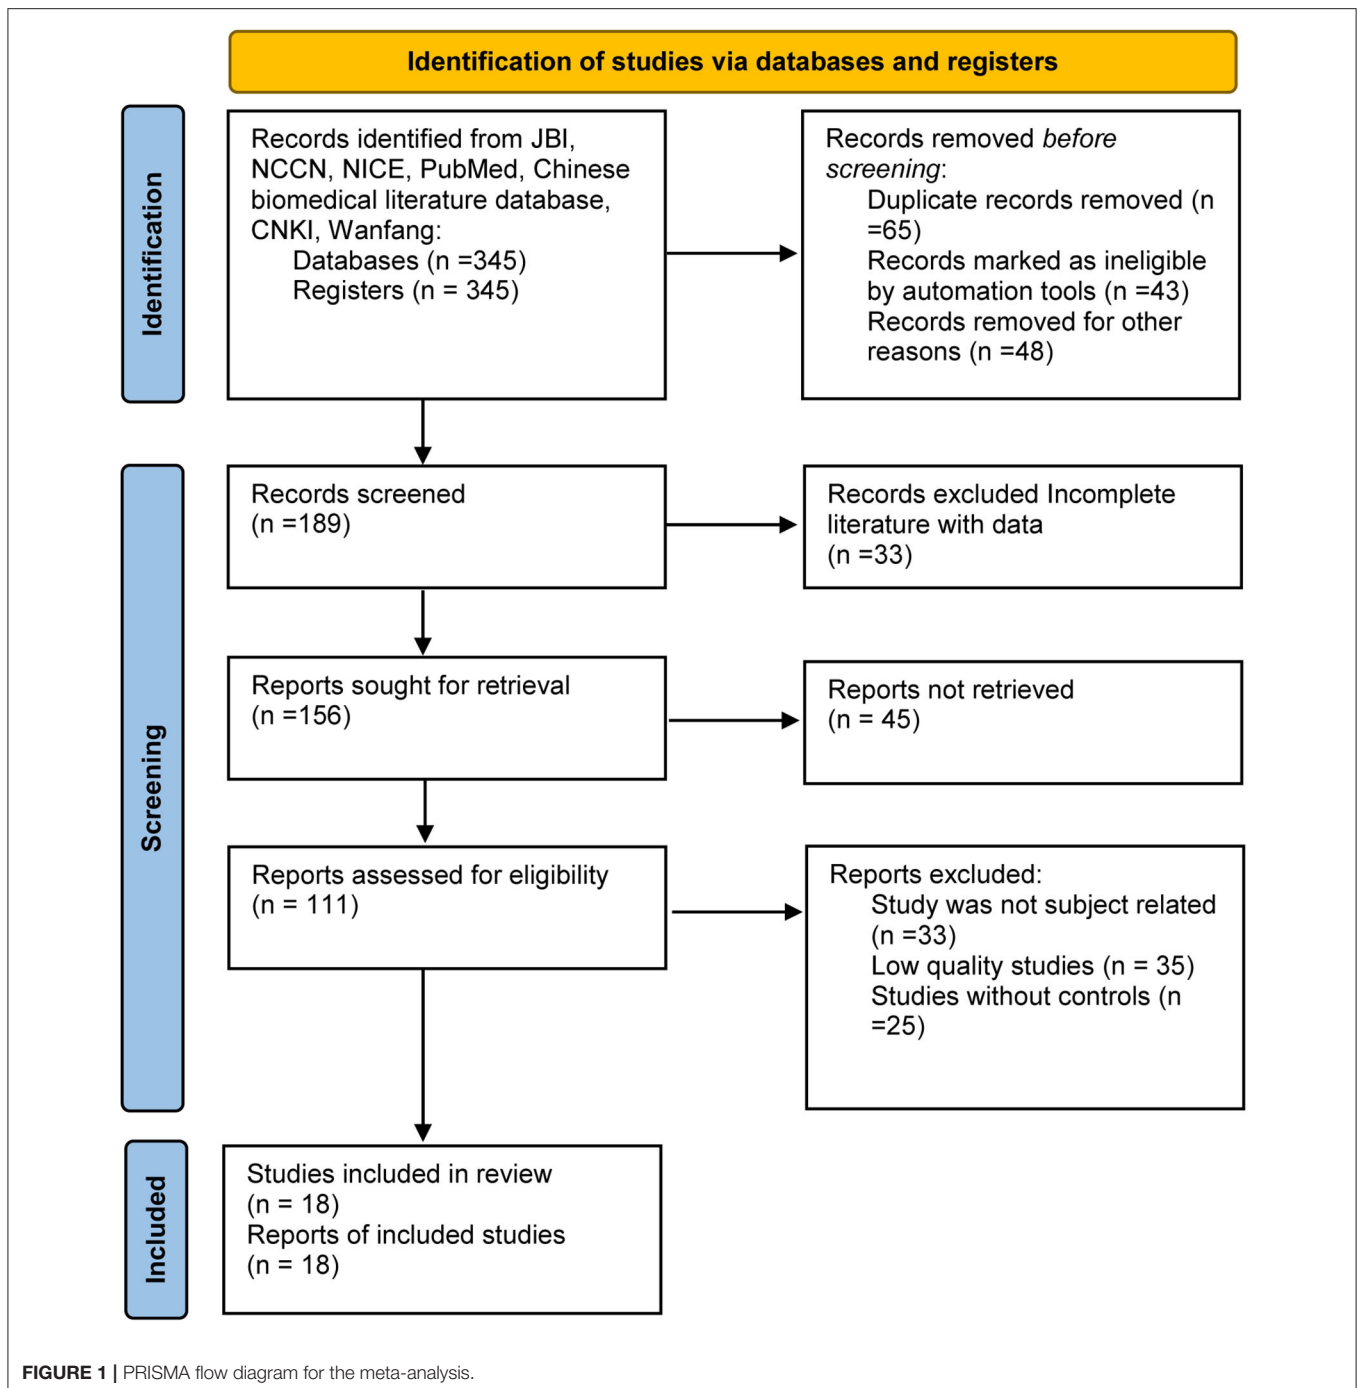 Identification of studies via databases and registers
Identification
Records identified from JBI,
NCCN, NICE, PubMed, Chinese
biomedical literature database,
CNKI, Wanfang:
Databases (n =345)
Registers (n = 345)
Records removed before
screening:
Duplicate records removed (n
=65)
Records marked as ineligible
by automation tools (n =43)
Records removed for other
reasons (n =48)
Screening
Records screened
(n =189)
Records excluded Incomplete
literature with data
(n =33)
Reports sought for retrieval
(n =156)
Reports not retrieved
(n = 45)
Reports assessed for eligibility
(n = 111)
Reports excluded:
Study was not subject related
(n =33)
Low quality studies (n = 35)
Studies without controls (n
=25)
Included
Studies included in review
(n = 18)
Reports of included studies
(n = 18)
FIGURE 1 | PRISMA flow diagram for the meta-analysis.